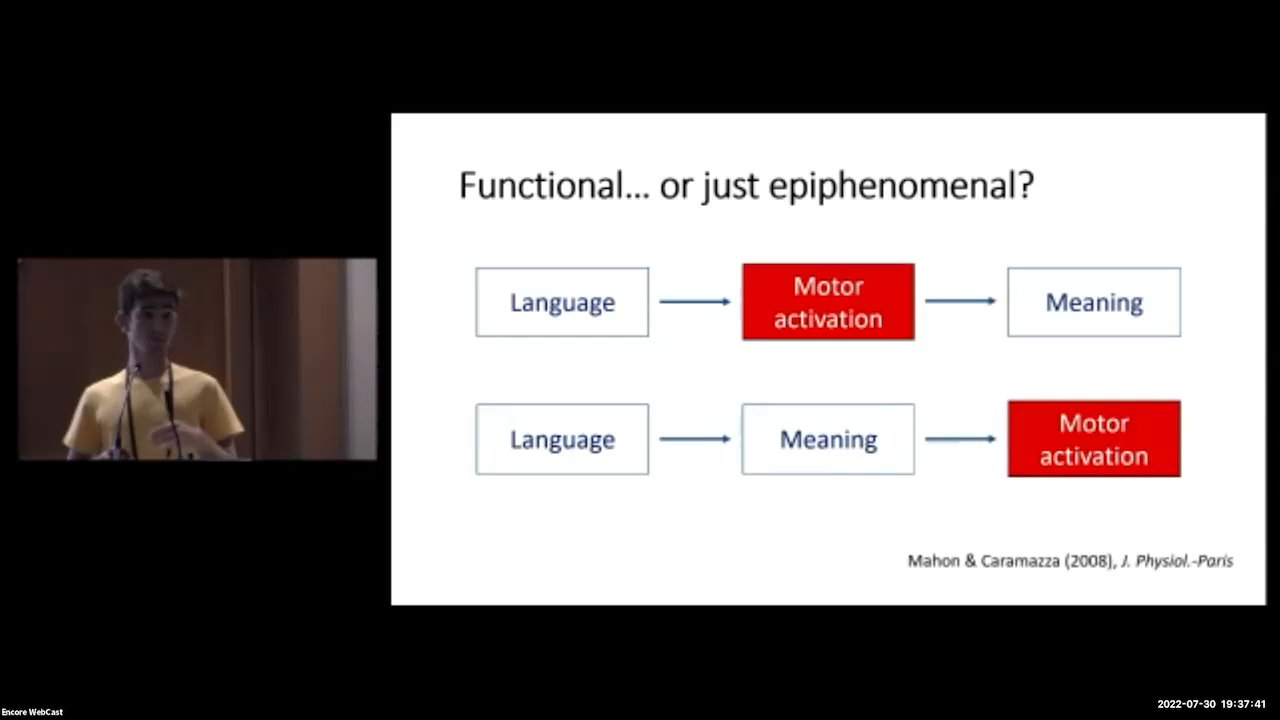 Functional... or just epiphenomenal?
Language
Motor
activation
Meaning
Language
Meaning
Motor
activation
Mahon & Caramazza (2008), J. Physiol.-Paris
Encore WebCast
2022-07-30 19:37:41